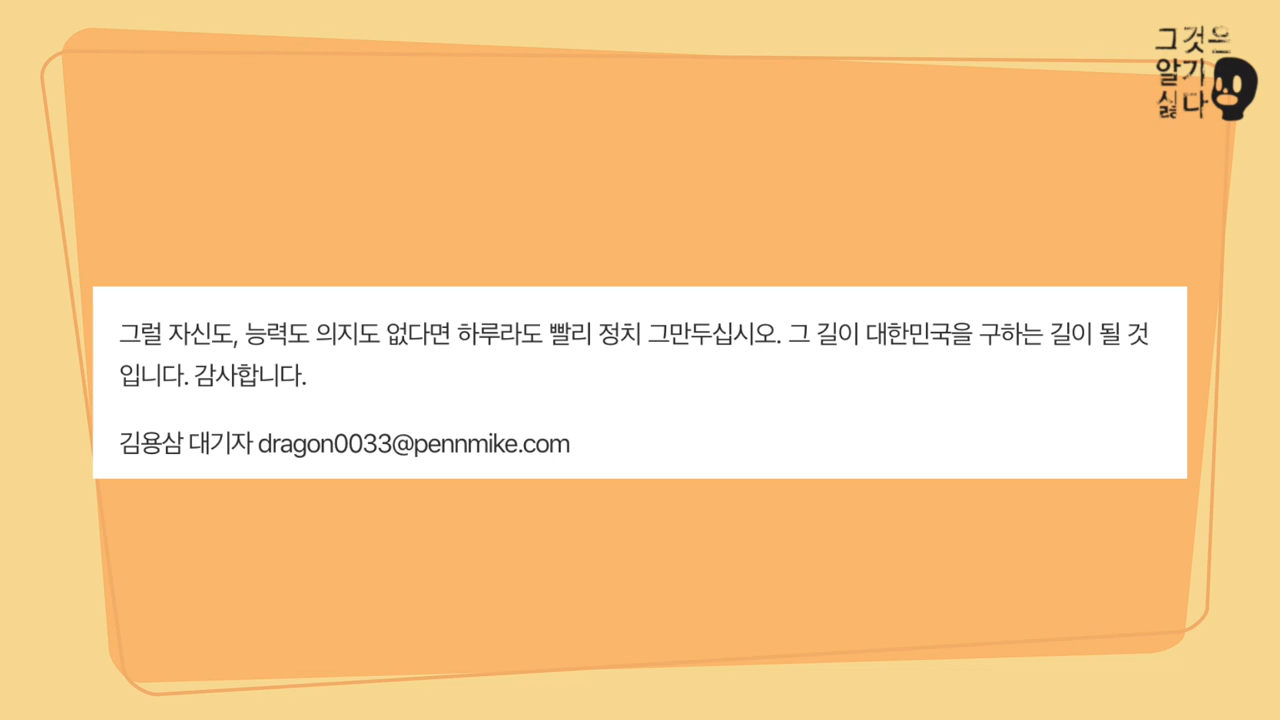 그것은
알기
싫다
그럴 자신도, 능력도 의지도 없다면 하루라도 빨리 정치 그만두십시오. 그 길이 대한민국을 구하는 길이 될 것
입니다. 감사합니다.
김용삼 대기자 dragon0033@pennmike.com